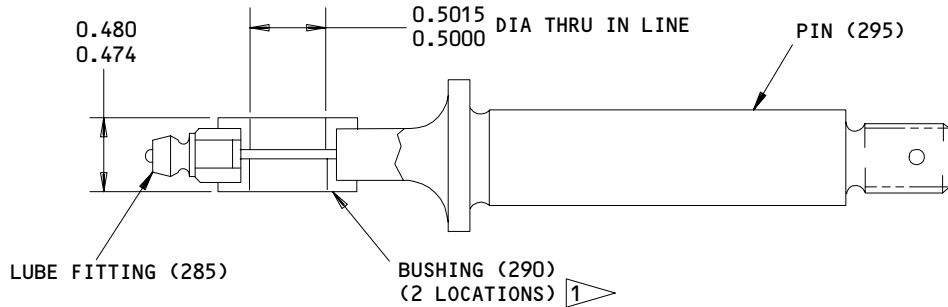 0.480
0.474
0.5015
0.5000
DIA THRU IN LINE
PIN (295)
LUBE FITTING (285)
BUSHING (290)
(2 LOCATIONS) 1